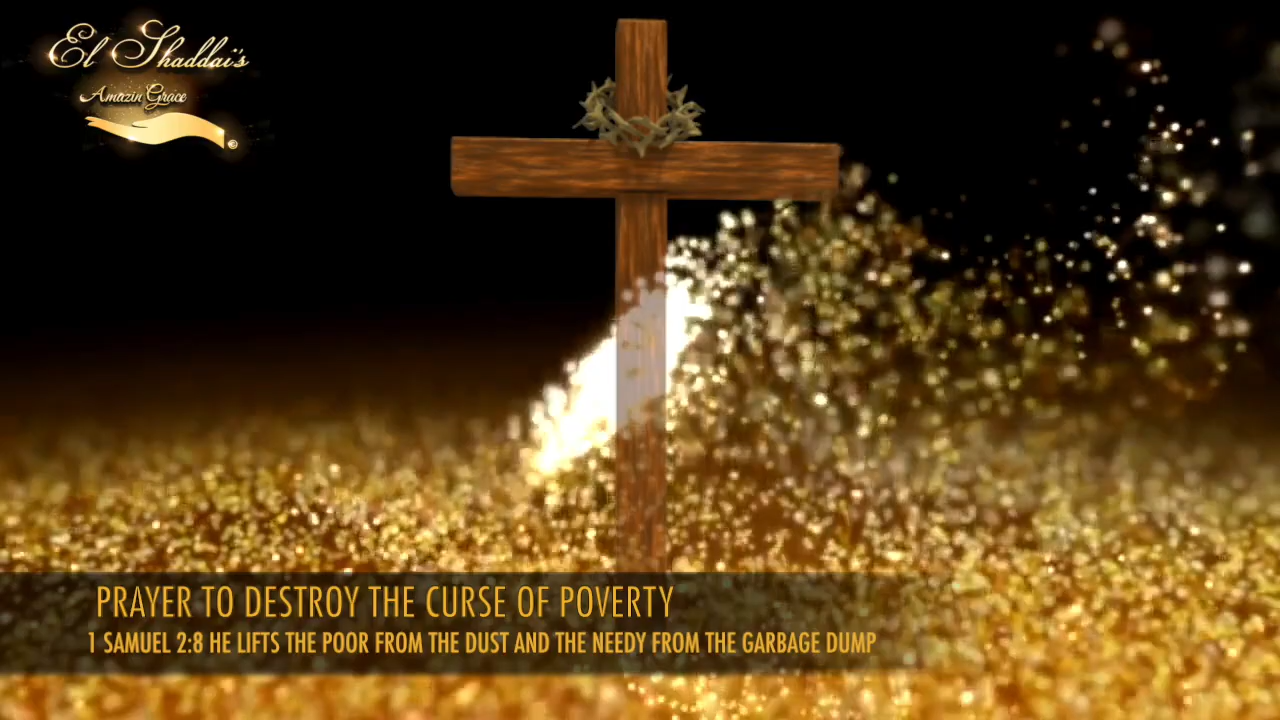 El Shaddai's
Amazin Grace
©
PRAYER TO DESTROY THE CURSE OF POVERTY
1 SAMUEL 2:8 HE LIFTS THE POOR FROM THE DUST AND THE NEEDY FROM THE GARBAGE DUMP